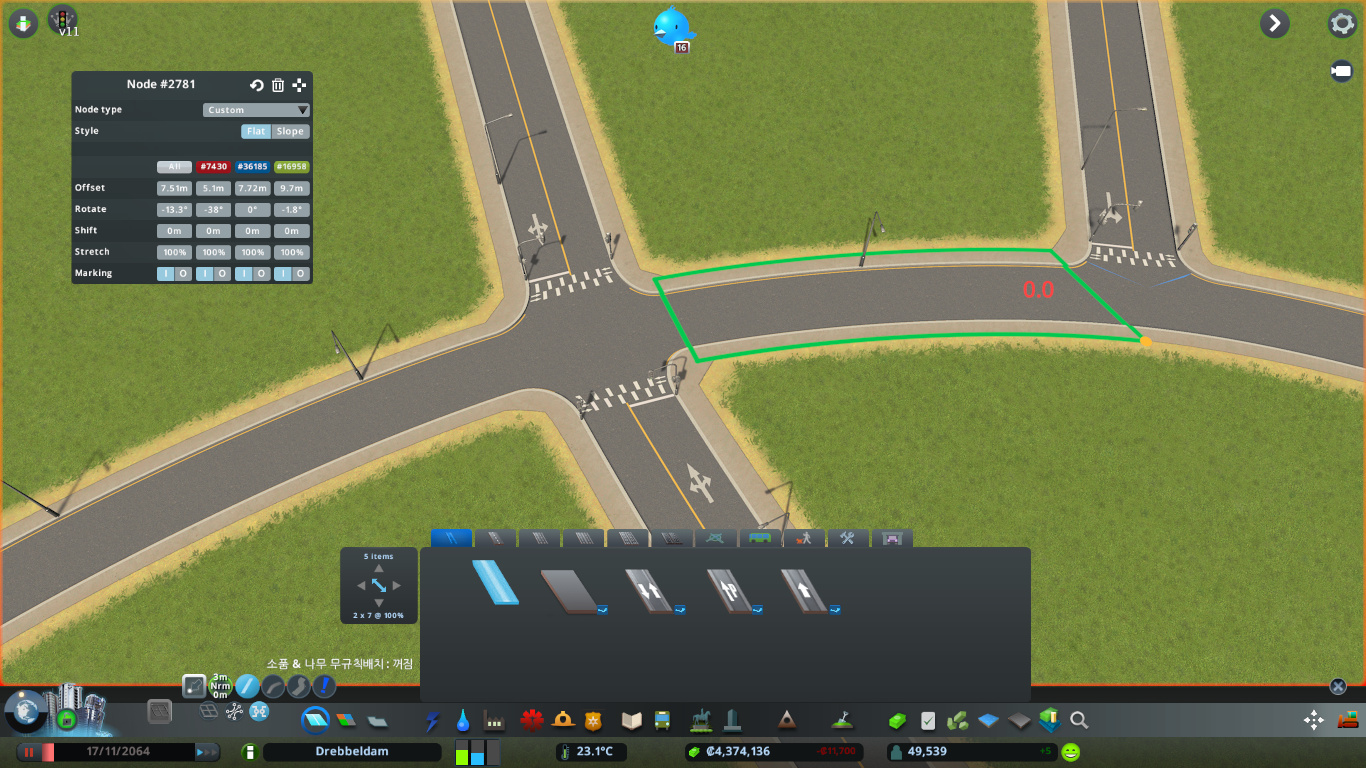 v11
16
Node #2781
Node type Custom
Style Flat Slope
All #7430 #36185 #16958
Offset 7.51m 5.1m 7.72m 9.7m
Rotate -13.3° -38° 0° -1.8°
Shift 0m 0m 0m 0m
Stretch 100% 100% 100% 100%
Marking I O I O I O I O
0.0
5 items
2 x 7 @ 100%
소품 & 나무 무규칙배치 : 꺼짐
3m
Nrm
0m
17/11/2064
Drebbeldam
23.1°C
₡4,374,136
-₡11,700
49,539
+5